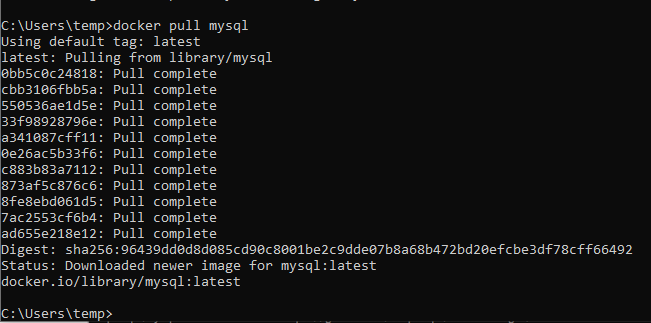 C:\Users\temp>docker pull mysql
Using default tag: latest
latest: Pulling from library/mysql
0bb5c0c24818: Pull complete
cbb3106fbb5a: Pull complete
550536ae1d5e: Pull complete
33f98928796e: Pull complete
a341087cff11: Pull complete
0e26ac5b33f6: Pull complete
c883b83a7112: Pull complete
873af5c876c6: Pull complete
8fe8ebd061d5: Pull complete
7ac2553cf6b4: Pull complete
ad655e218e12: Pull complete
Digest: sha256:96439dd0d8d085cd90c8001be2c9dde07b8a68b472bd20efcbe3df78cff66492
Status: Downloaded newer image for mysql:latest
docker.io/library/mysql:latest
C:\Users\temp>